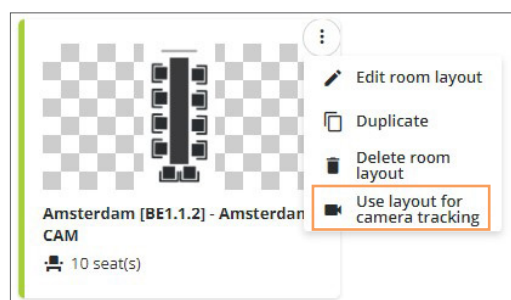 Edit room layout
Duplicate
Delete room
layout
Use layout for
camera tracking
Amsterdam [BE1.1.2] - Amsterdam
CAM
10 seat(s)